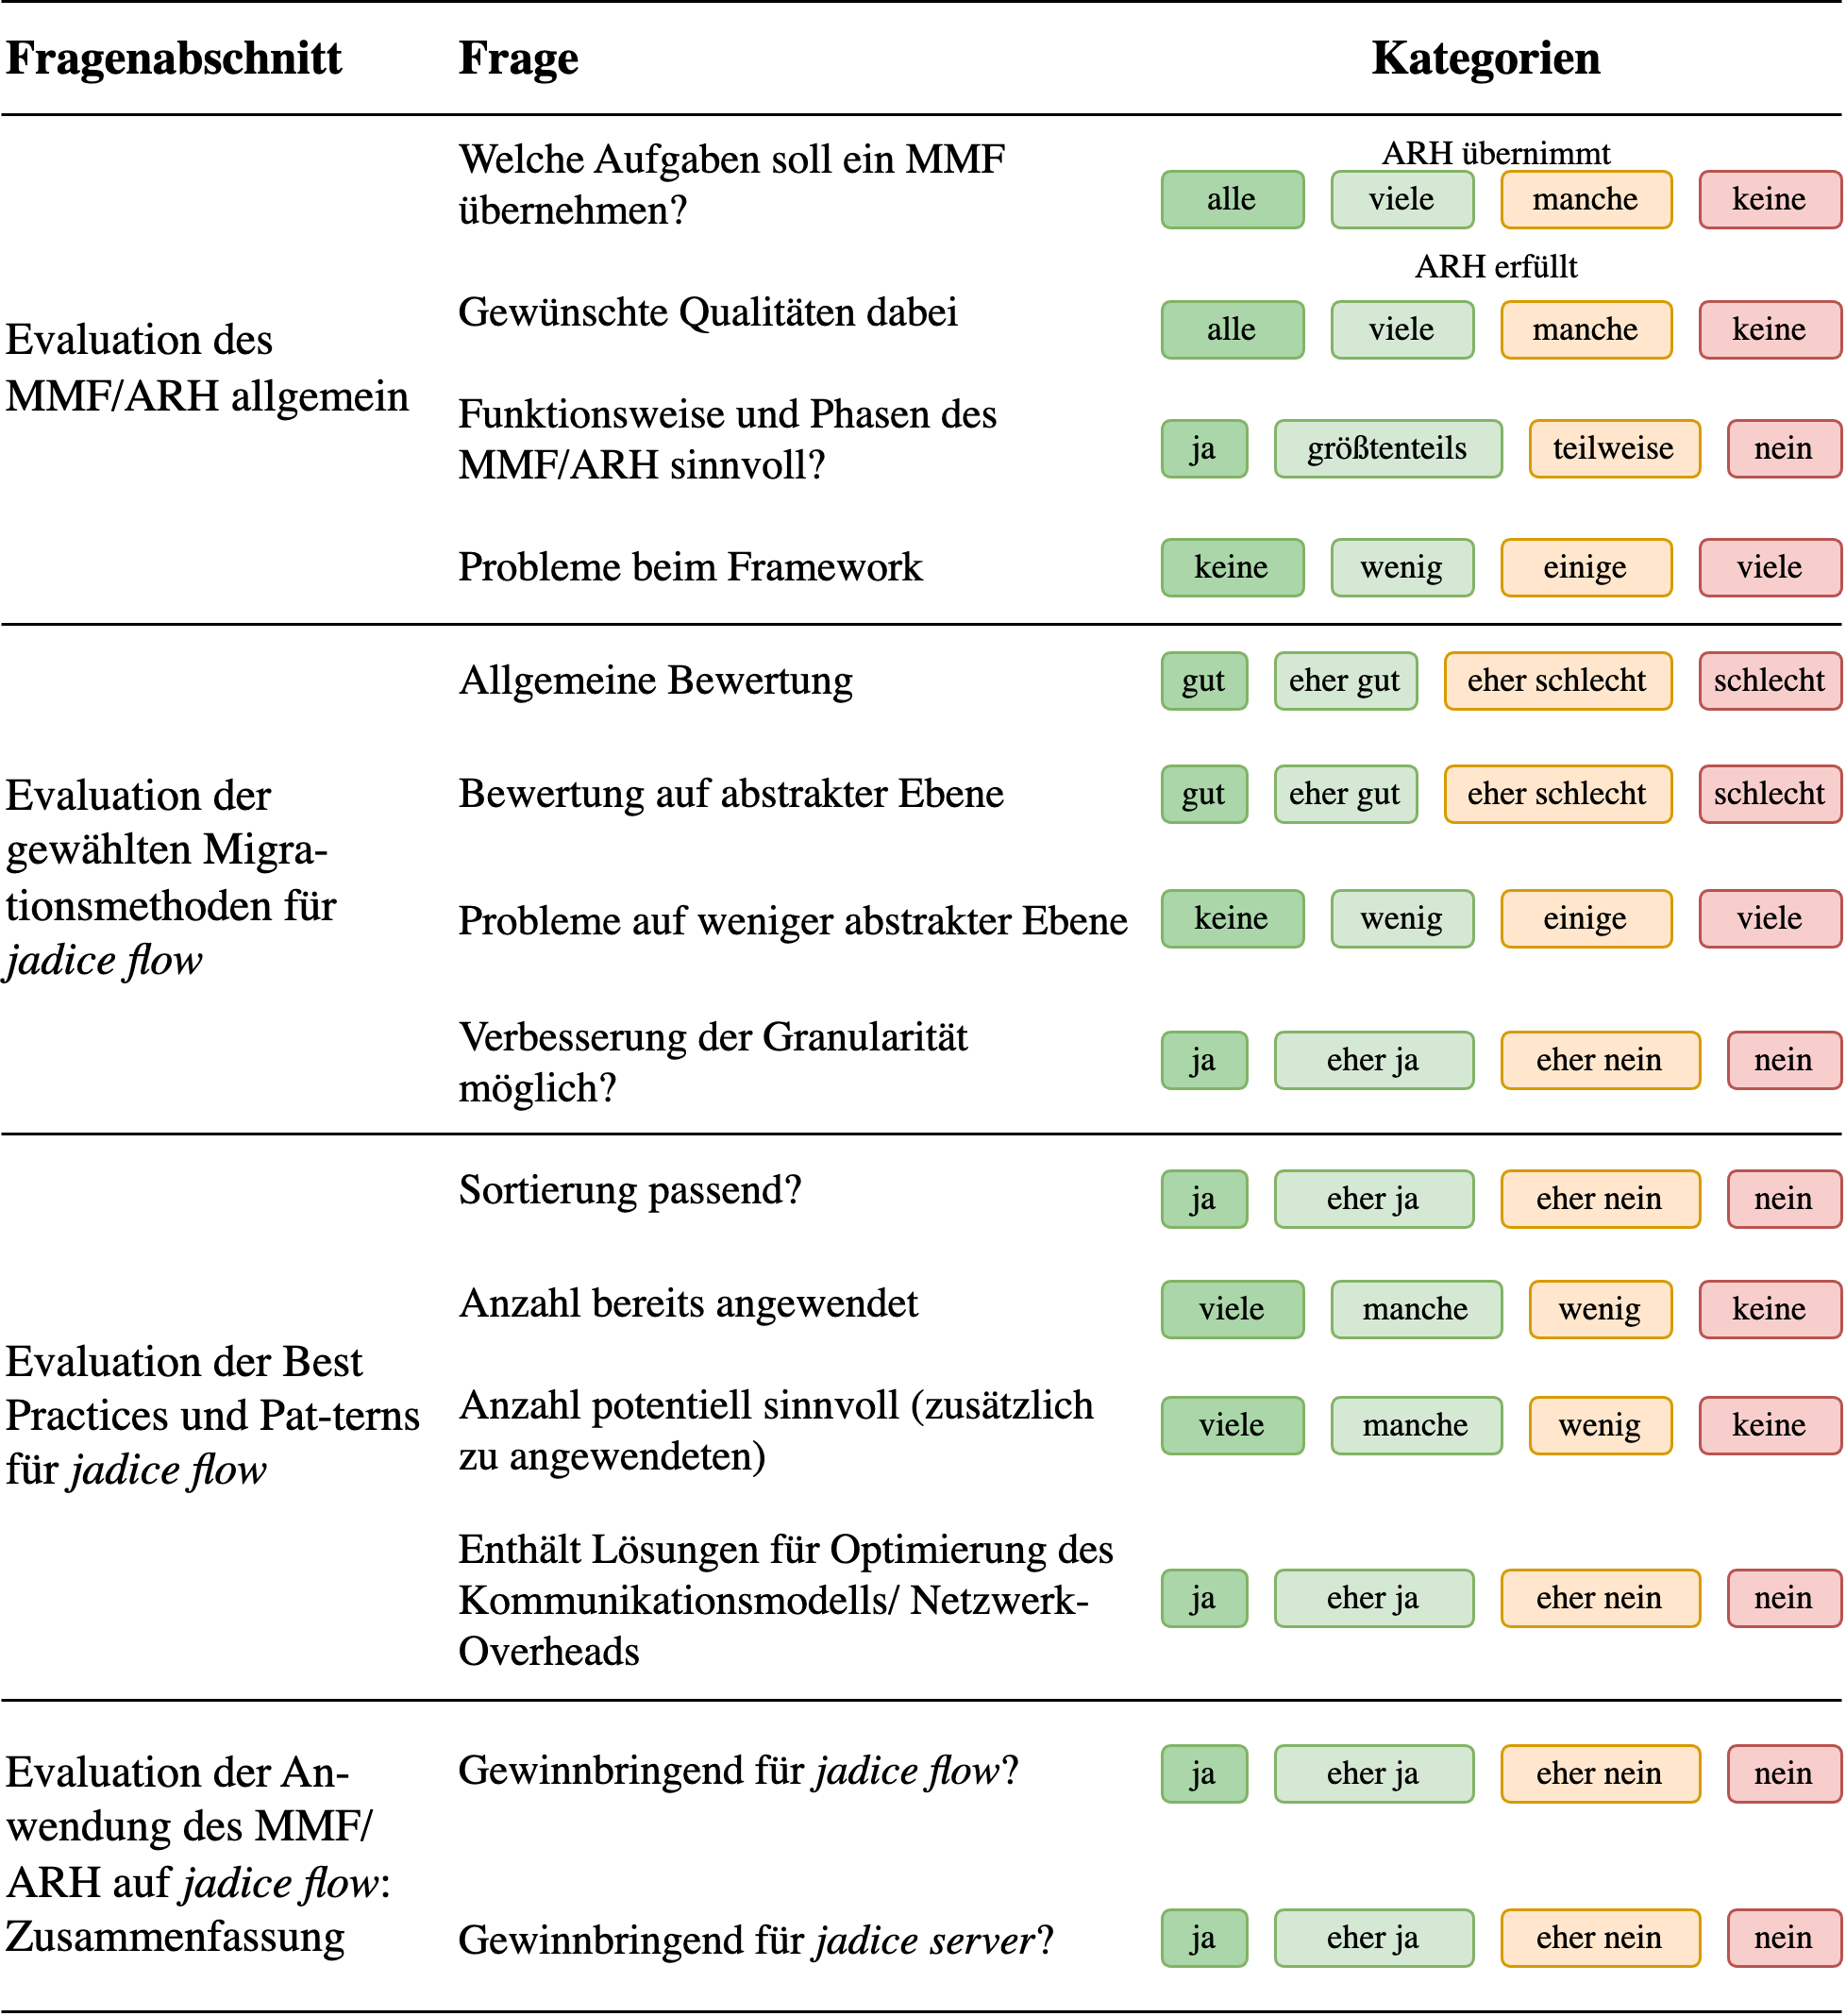 Fragenabschnitt Frage Kategorien
Evaluation des
MMF/ARH allgemein
Welche Aufgaben soll ein MMF
übernehmen?
ARH übernimmt
alle viele manche keine
Gewünschte Qualitäten dabei
ARH erfüllt
alle viele manche keine
Funktionsweise und Phasen des
MMF/ARH sinnvoll?
ja größtenteils teilweise nein
Probleme beim Framework
keine wenig einige viele
Evaluation der
gewählten Migra-
tionsmethoden für
jadice flow
Allgemeine Bewertung
gut eher gut eher schlecht schlecht
Bewertung auf abstrakter Ebene
gut eher gut eher schlecht schlecht
Probleme auf weniger abstrakter Ebene
keine wenig einige viele
Verbesserung der Granularität
möglich?
ja eher ja eher nein nein
Evaluation der Best
Practices und Pat-terns
für jadice flow
Sortierung passend?
ja eher ja eher nein nein
Anzahl bereits angewendet
viele manche wenig keine
Anzahl potentiell sinnvoll (zusätzlich
zu angewendeten)
viele manche wenig keine
Enthält Lösungen für Optimierung des
Kommunikationsmodells/ Netzwerk-
Overheads
ja eher ja eher nein nein
Evaluation der An-
wendung des MMF/
ARH auf jadice flow:
Zusammenfassung
Gewinnbringend für jadice flow?
ja eher ja eher nein nein
Gewinnbringend für jadice server?
ja eher ja eher nein nein